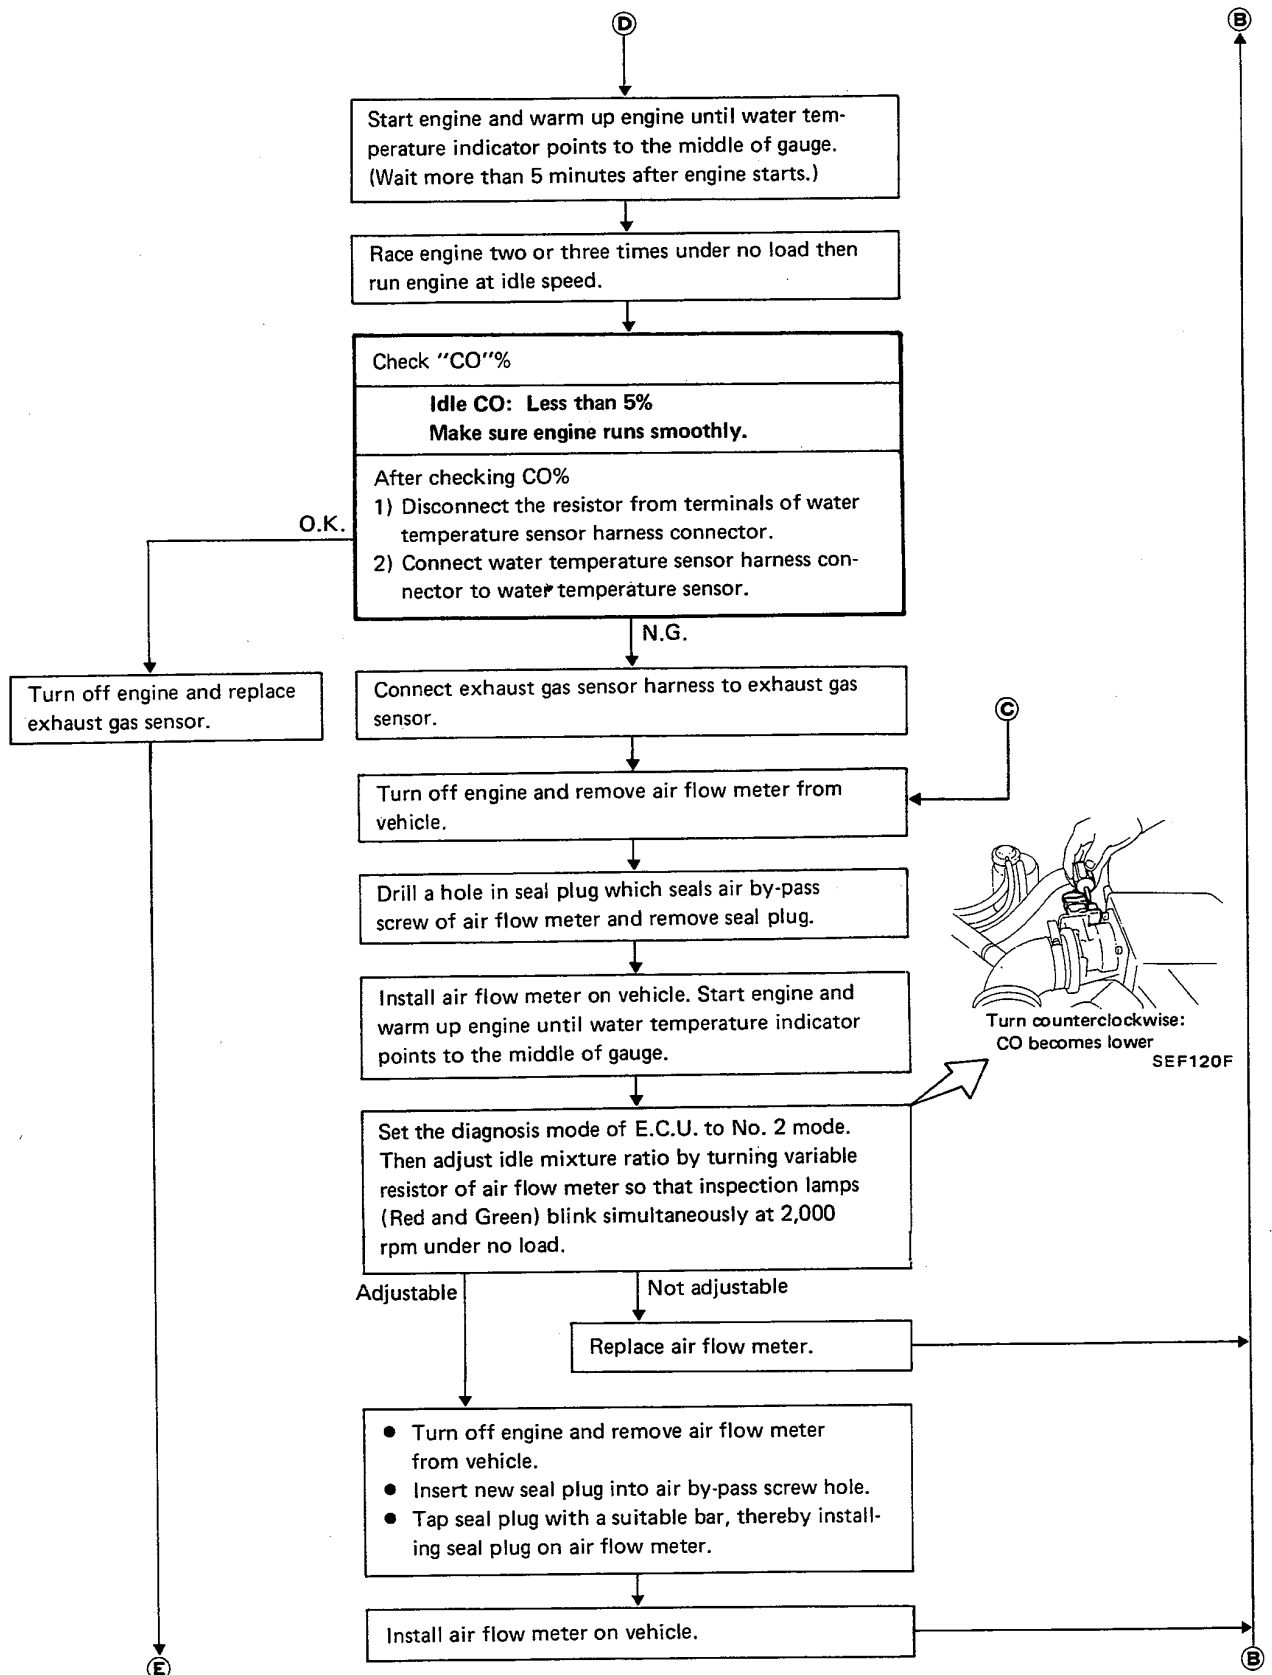 D
B
Start engine and warm up engine until water tem-
perature indicator points to the middle of gauge.
(Wait more than 5 minutes after engine starts.)
Race engine two or three times under no load then
run engine at idle speed.
Check "CO"%
Idle CO: Less than 5%
Make sure engine runs smoothly.
After checking CO%
1) Disconnect the resistor from terminals of water
temperature sensor harness connector.
2) Connect water temperature sensor harness con-
nector to water temperature sensor.
O.K.
N.G.
Turn off engine and replace
exhaust gas sensor.
Connect exhaust gas sensor harness to exhaust gas
sensor.
C
Turn off engine and remove air flow meter from
vehicle.
Drill a hole in seal plug which seals air by-pass
screw of air flow meter and remove seal plug.
Install air flow meter on vehicle. Start engine and
warm up engine until water temperature indicator
points to the middle of gauge.
Turn counterclockwise:
CO becomes lower
SEF120F
Set the diagnosis mode of E.C.U. to No. 2 mode.
Then adjust idle mixture ratio by turning variable
resistor of air flow meter so that inspection lamps
(Red and Green) blink simultaneously at 2,000
rpm under no load.
Adjustable
Not adjustable
Replace air flow meter.
● Turn off engine and remove air flow meter
from vehicle.
● Insert new seal plug into air by-pass screw hole.
● Tap seal plug with a suitable bar, thereby install-
ing seal plug on air flow meter.
Install air flow meter on vehicle.
E
B